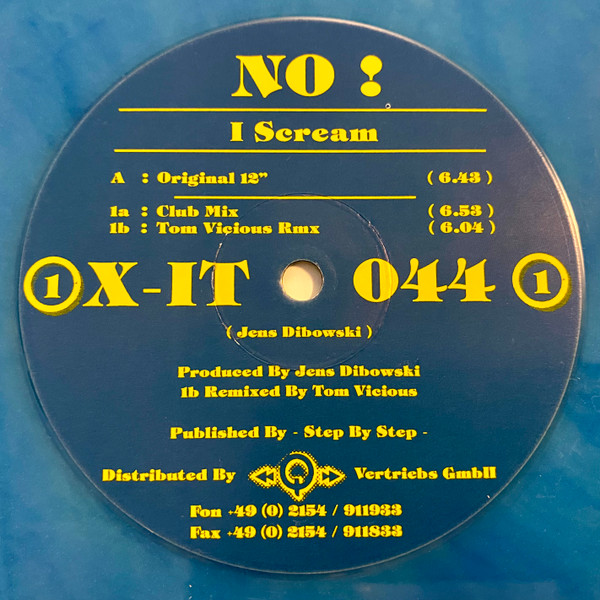 NO !
I Scream
A : Original 12" ( 6.43 )
1a : Club Mix ( 6.53 )
1b : Tom Vicious Rmx ( 6.04 )
1 X-IT 044 1
( Jens Dibowski )
Produced By Jens Dibowski
1b Remixed By Tom Vicious
Published By - Step By Step -
Distributed By Q Vertriebs GmbH
Fon +49 (0) 2154 / 911933
Fax +49 (0) 2154 / 911833